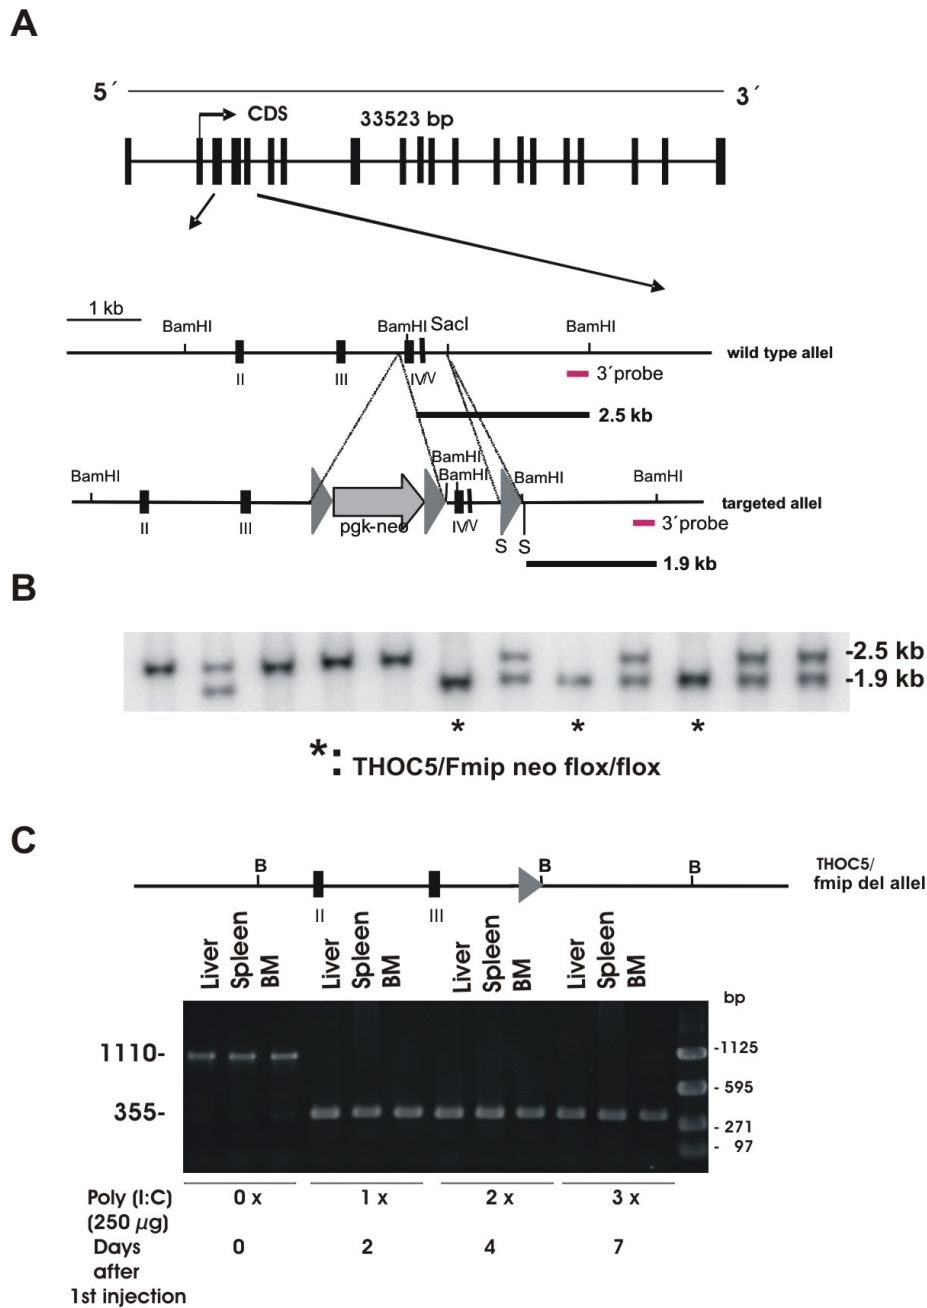 A
5´
3´
CDS
33523 bp
1 kb
BamHI
BamHI
SacI
BamHI
wild type allel
II
III
IV
V
3´probe
2.5 kb
BamHI
BamHI
BamHI
BamHI
BamHI
targeted allel
II
III
pgk-neo
IV
V
S S
3´probe
1.9 kb
B
-2.5 kb
-1.9 kb
* * *
*: THOC5/Fmip neo flox/flox
C
B
B
B
THOC5/
fmip del allel
II
III
Liver Spleen BM Liver Spleen BM Liver Spleen BM Liver Spleen BM
bp
1110-
355-
-1125
- 595
- 271
- 97
Poly (I:C) 0 x 1 x 2 x 3 x
(250 µg)
Days 0 2 4 7
after
1st injection